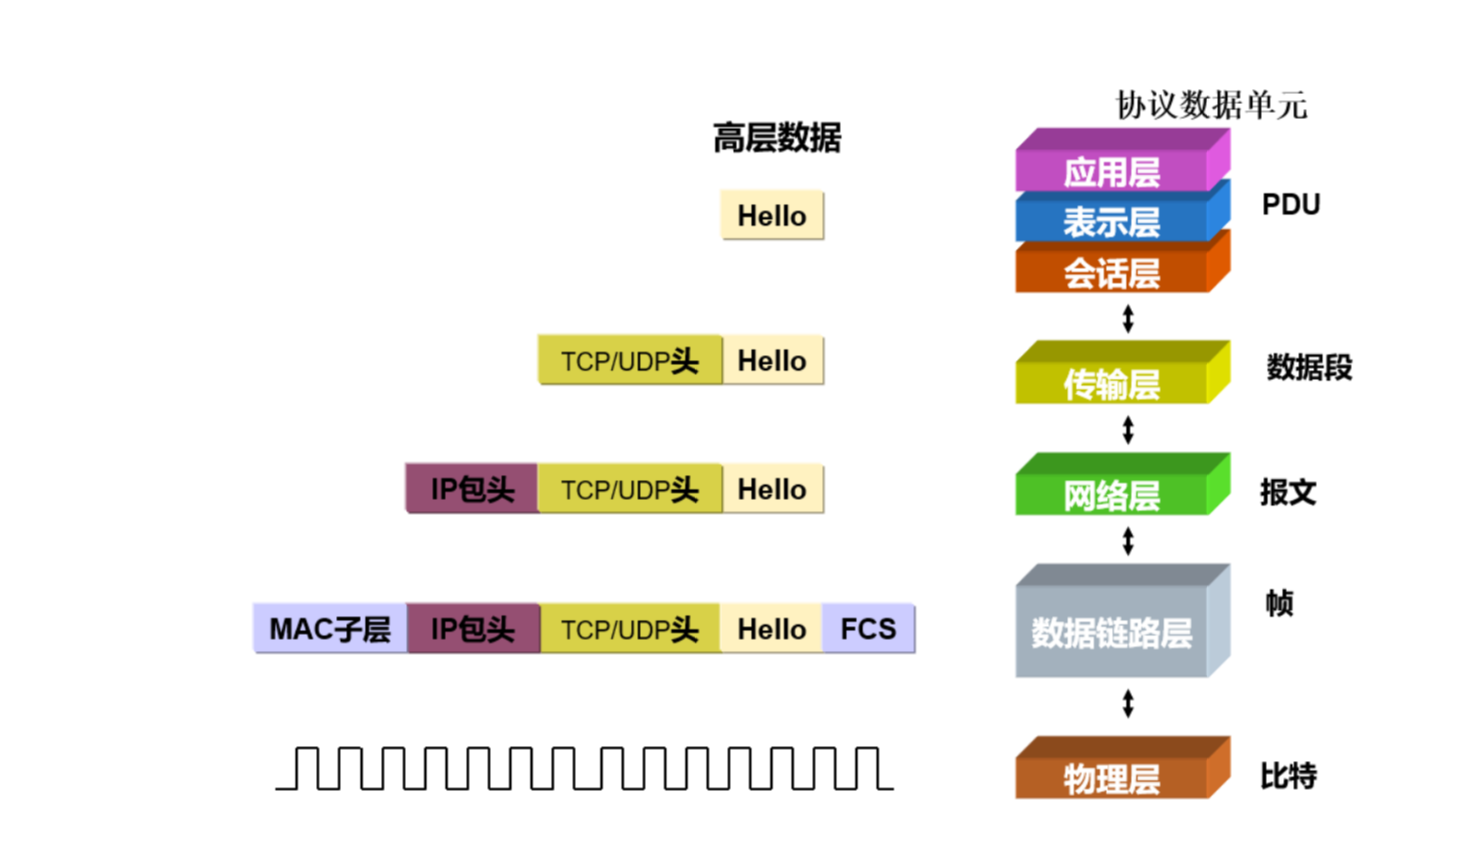 协议数据单元
高层数据
应用层
Hello
表示层
PDU
会话层
TCP/UDP头 Hello
传输层
数据段
IP包头 TCP/UDP头 Hello
网络层
报文
MAC子层 IP包头 TCP/UDP头 Hello FCS
数据链路层
帧
物理层
比特